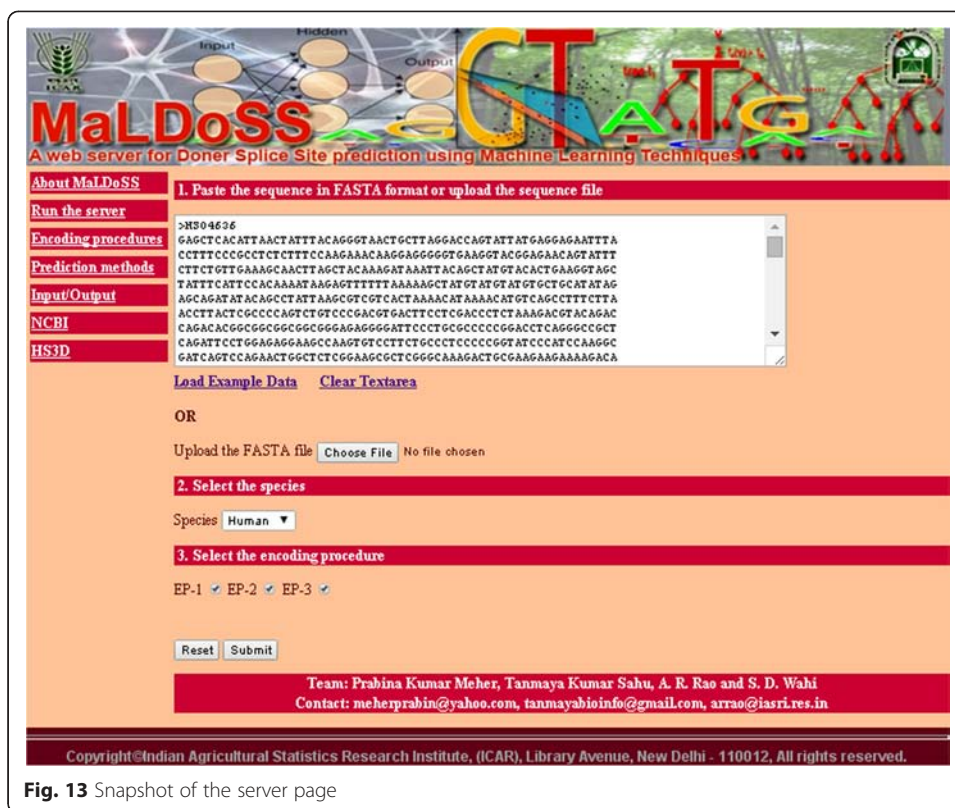 Input
Hidden
Output
ICAR
GTATG
MaLDoSS
A web server for Doner Splice Site prediction using Machine Learning Techniques
About MaLDoSS
Run the server
Encoding procedures
Prediction methods
Input/Output
NCBI
HS3D
1. Paste the sequence in FASTA format or upload the sequence file
>HS04636
GAGCTCACATTAACTATTTACAGGGTAACTGCTTAGGACCAGTATTATGAGGAGAATTTA
CCTTTCCCGCCTCTCTTTCCAAGAAACAAGGAGGGGGTGAAGGTACGGAGAACAGTATTT
CTTCTGTTGAAAGCAACTTAGCTACAAAGATAAATTACAGCTATGTACACTGAAGGTAGC
TATTTCATTCCACAAAATAAGAGTTTTTTAAAAAGCTATGTATGTATGTGCTGCATATAG
AGCAGATATACAGCCTATTAAGCGTCGTCACTAAAACATAAAACATGTCAGCCTTTCTTA
ACCTTACTCGCCCCAGTCTGTCCCGACGTGACTTCCTCGACCCTCTAAAGACGTACAGAC
CAGACACGGCGGCGGCGGCGGGAGAGGGGATTCCCTGCGCCCCCGGACCTCAGGGCCGCT
CAGATTCCTGGAGAGGAAGCCAAGTGTCCTTCTGCCCTCCCCCGGTATCCCATCCAAGGC
GATCAGTCCAGAACTGGCTCTCGGAAGCGCTCGGGCAAAGACTGCGAAGAAGAAAAGACA
Load Example Data Clear Textarea
OR
Upload the FASTA file Choose File No file chosen
2. Select the species
Species Human
3. Select the encoding procedure
EP-1 EP-2 EP-3
Reset Submit
Team: Prabina Kumar Meher, Tanmaya Kumar Sahu, A. R. Rao and S. D. Wahi
Contact: meherprabin@yahoo.com, tanmayabioinfo@gmail.com, arrao@iasri.res.in
Copyright©Indian Agricultural Statistics Research Institute, (ICAR), Library Avenue, New Delhi - 110012, All rights reserved.
Fig. 13 Snapshot of the server page